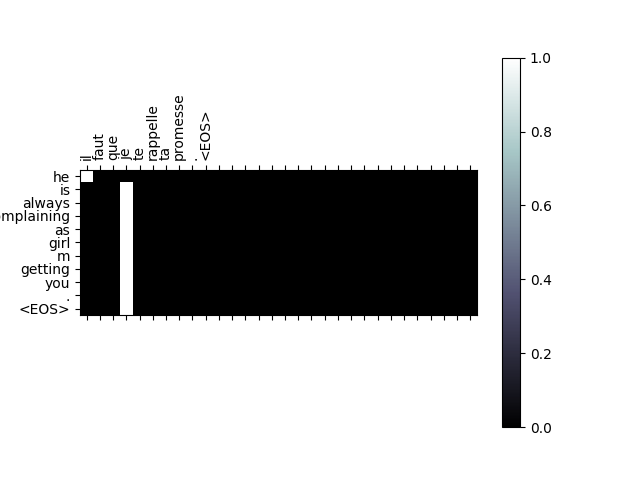 il
faut
que
je
te
rappelle
ta
promesse
.
<EOS>
he
is
always
omplaining
as
girl
m
getting
you
.
<EOS>
1.0
0.8
0.6
0.4
0.2
0.0